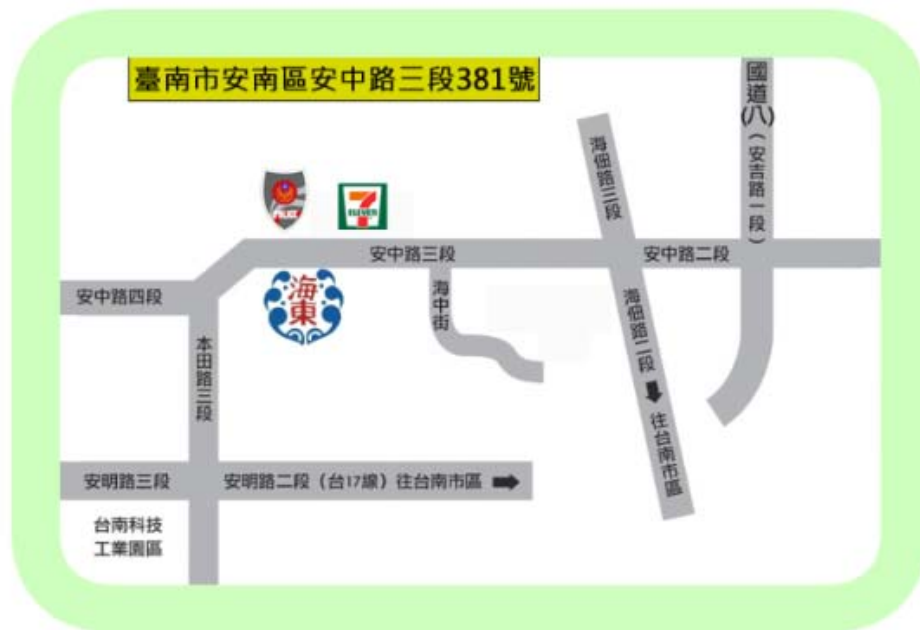 臺南市安南區安中路三段381號
國道(八)(安吉路一段)
海佃路三段
POLICE
7
ELEVEN
安中路三段
安中路二段
海東
安中路四段
海中街
海佃路二段
往台南市區
本田路三段
安明路三段
安明路二段(台17線)往台南市區
台南科技
工業園區